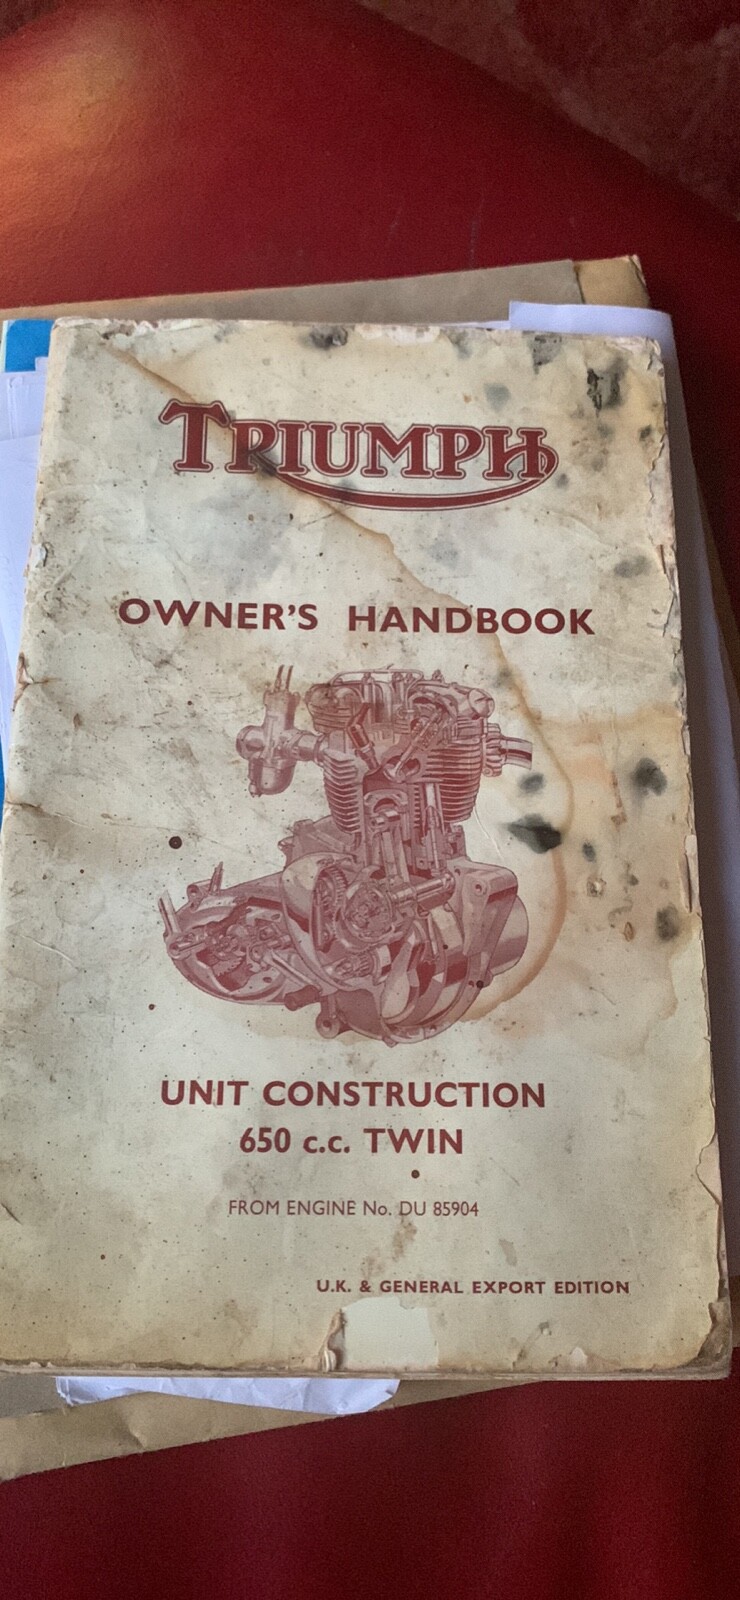 TRIUMPH
OWNER'S HANDBOOK
UNIT CONSTRUCTION
650 c.c. TWIN
FROM ENGINE No. DU 85904
U.K. & GENERAL EXPORT EDITION